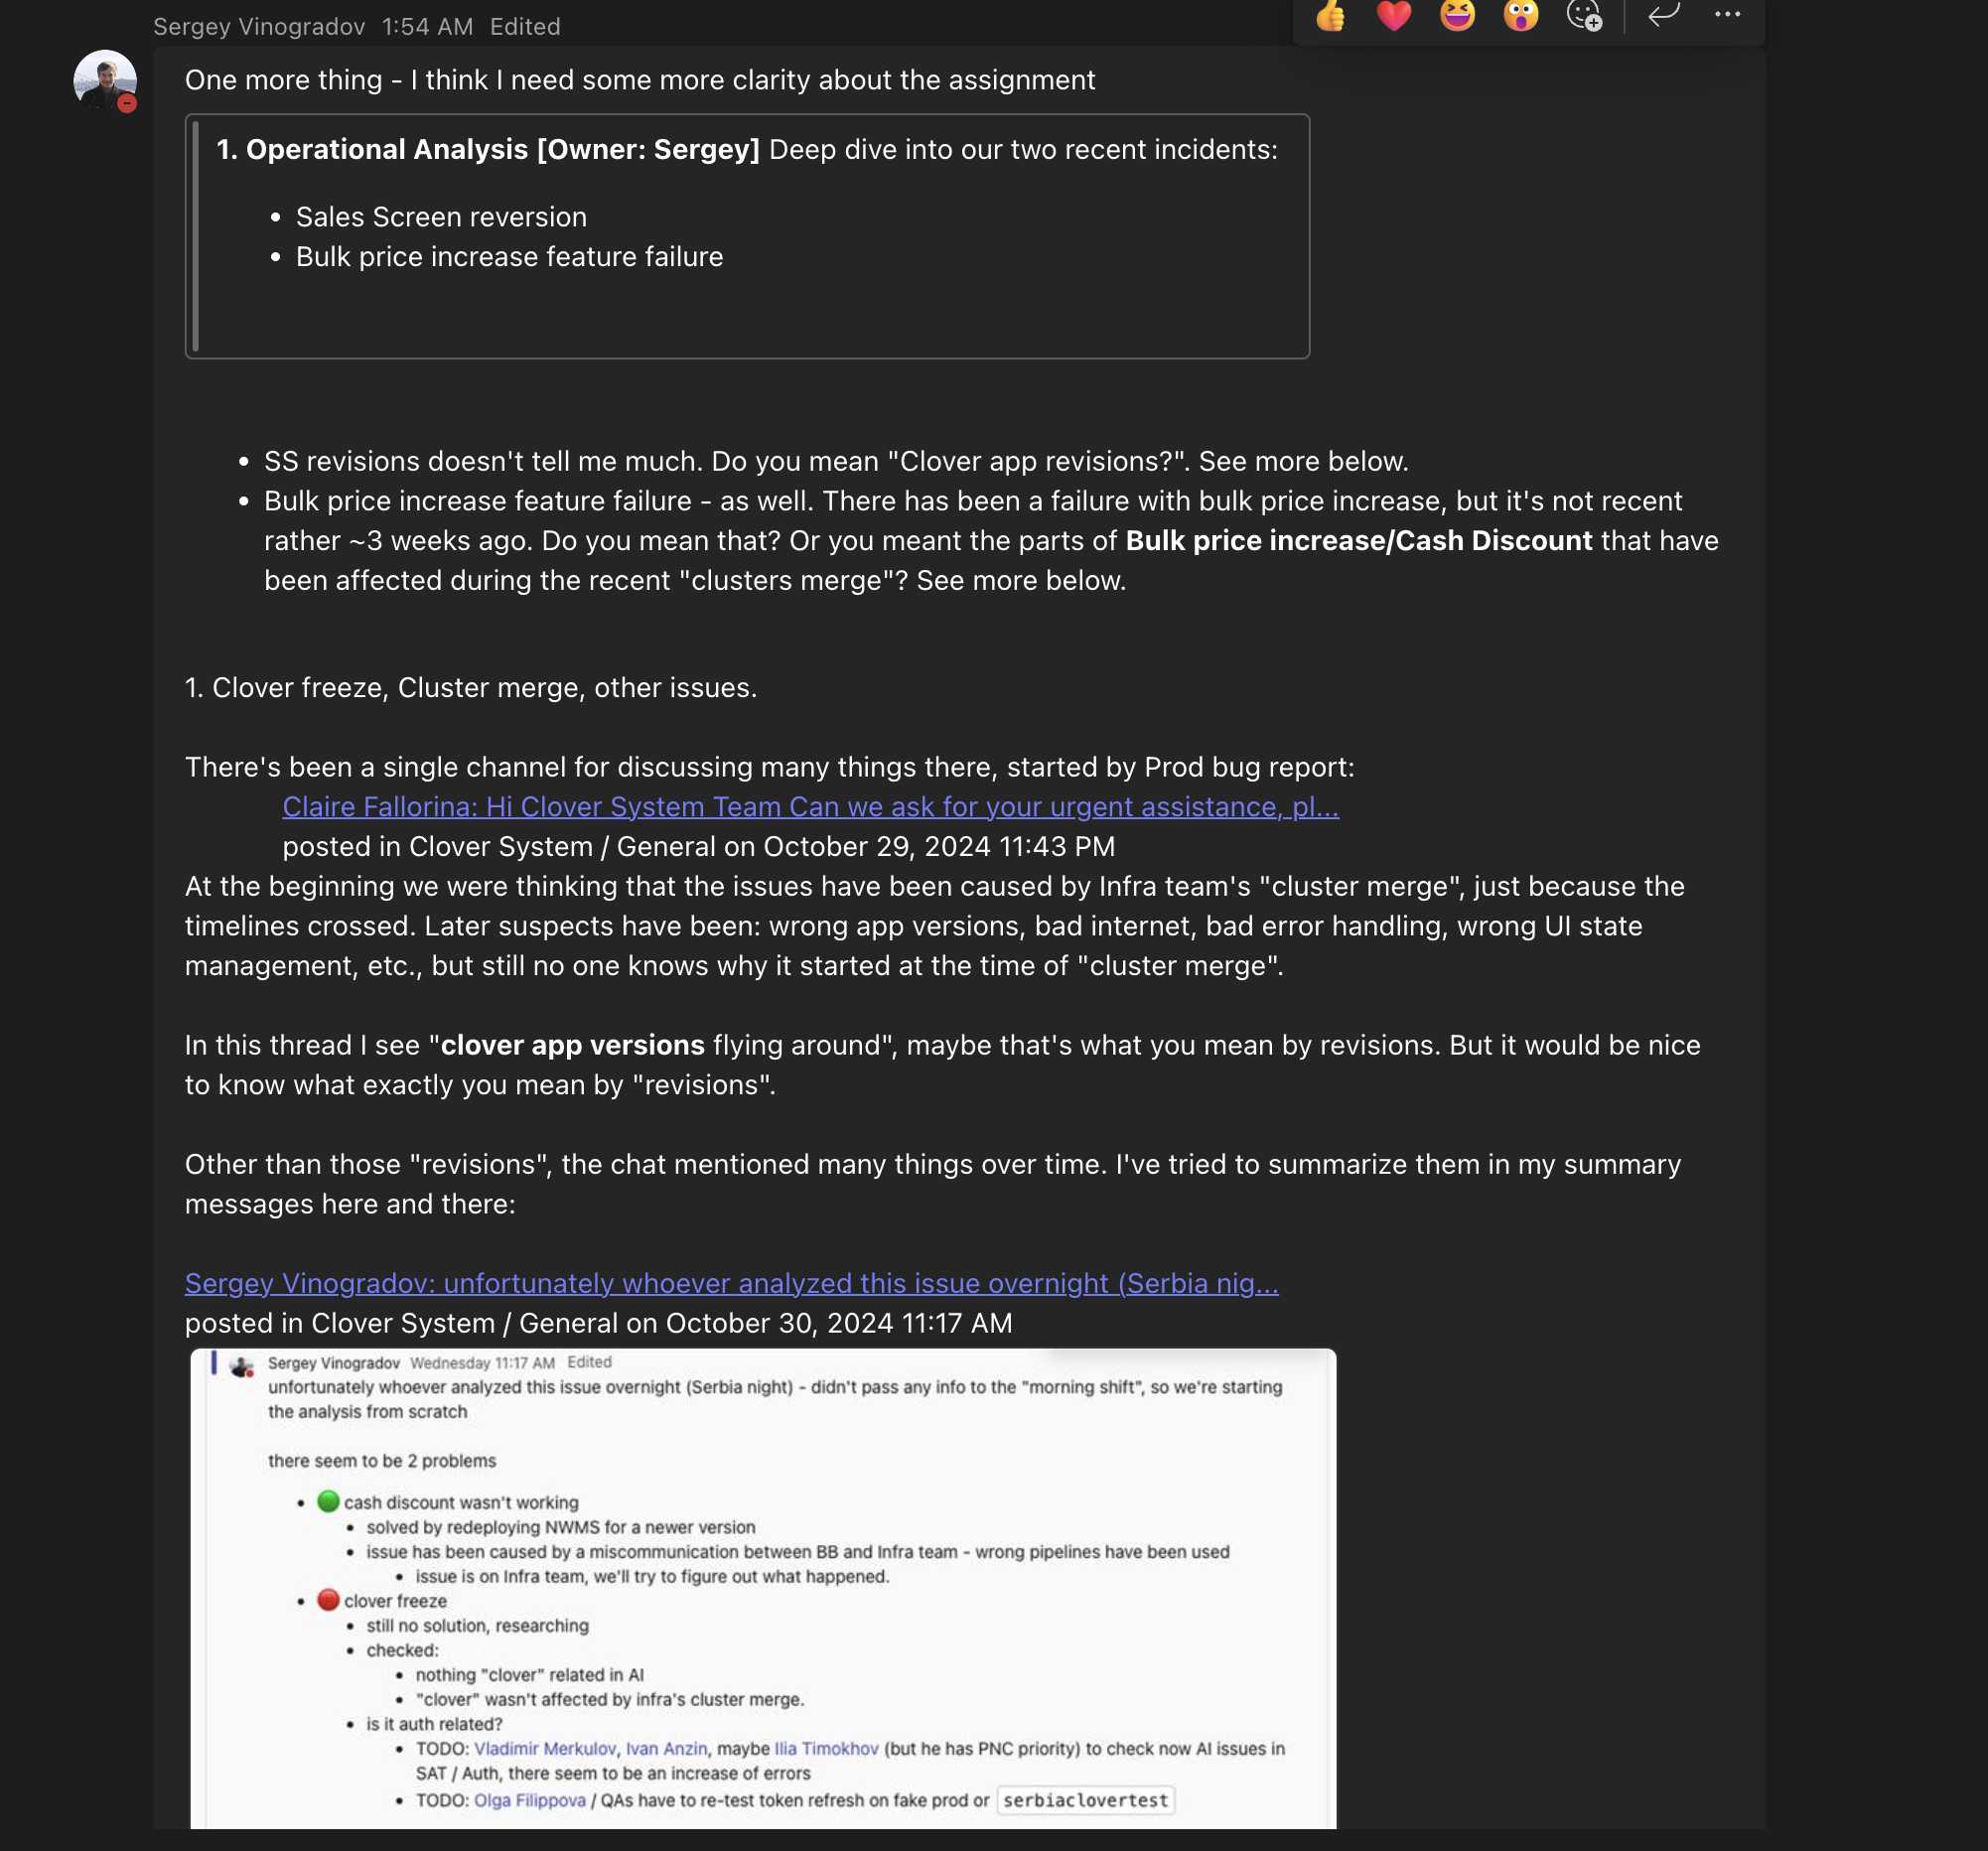 Sergey Vinogradov 1:54 AM Edited
One more thing - I think I need some more clarity about the assignment
1. Operational Analysis [Owner: Sergey] Deep dive into our two recent incidents:
• Sales Screen reversion
• Bulk price increase feature failure
• SS revisions doesn't tell me much. Do you mean "Clover app revisions?". See more below.
• Bulk price increase feature failure - as well. There has been a failure with bulk price increase, but it's not recent
rather ~3 weeks ago. Do you mean that? Or you meant the parts of Bulk price increase/Cash Discount that have
been affected during the recent "clusters merge"? See more below.
1. Clover freeze, Cluster merge, other issues.
There's been a single channel for discussing many things there, started by Prod bug report:
Claire Fallorina: Hi Clover System Team Can we ask for your urgent assistance, pl...
posted in Clover System / General on October 29, 2024 11:43 PM
At the beginning we were thinking that the issues have been caused by Infra team's "cluster merge", just because the
timelines crossed. Later suspects have been: wrong app versions, bad internet, bad error handling, wrong UI state
management, etc., but still no one knows why it started at the time of "cluster merge".
In this thread I see "clover app versions flying around", maybe that's what you mean by revisions. But it would be nice
to know what exactly you mean by "revisions".
Other than those "revisions", the chat mentioned many things over time. I've tried to summarize them in my summary
messages here and there:
Sergey Vinogradov: unfortunately whoever analyzed this issue overnight (Serbia nig...
posted in Clover System / General on October 30, 2024 11:17 AM
Sergey Vinogradov Wednesday 11:17 AM Edited
unfortunately whoever analyzed this issue overnight (Serbia night) - didn't pass any info to the "morning shift", so we're starting
the analysis from scratch
there seem to be 2 problems
• cash discount wasn't working
• solved by redeploying NWMS for a newer version
• issue has been caused by a miscommunication between BB and Infra team - wrong pipelines have been used
• issue is on Infra team, we'll try to figure out what happened.
• clover freeze
• still no solution, researching
• checked:
• nothing "clover" related in AI
• "clover" wasn't affected by infra's cluster merge.
• is it auth related?
• TODO: Vladimir Merkulov, Ivan Anzin, maybe Ilia Timokhov (but he has PNC priority) to check now AI issues in
SAT / Auth, there seem to be an increase of errors
• TODO: Olga Filippova / QAs have to re-test token refresh on fake prod or serbiaclovertest